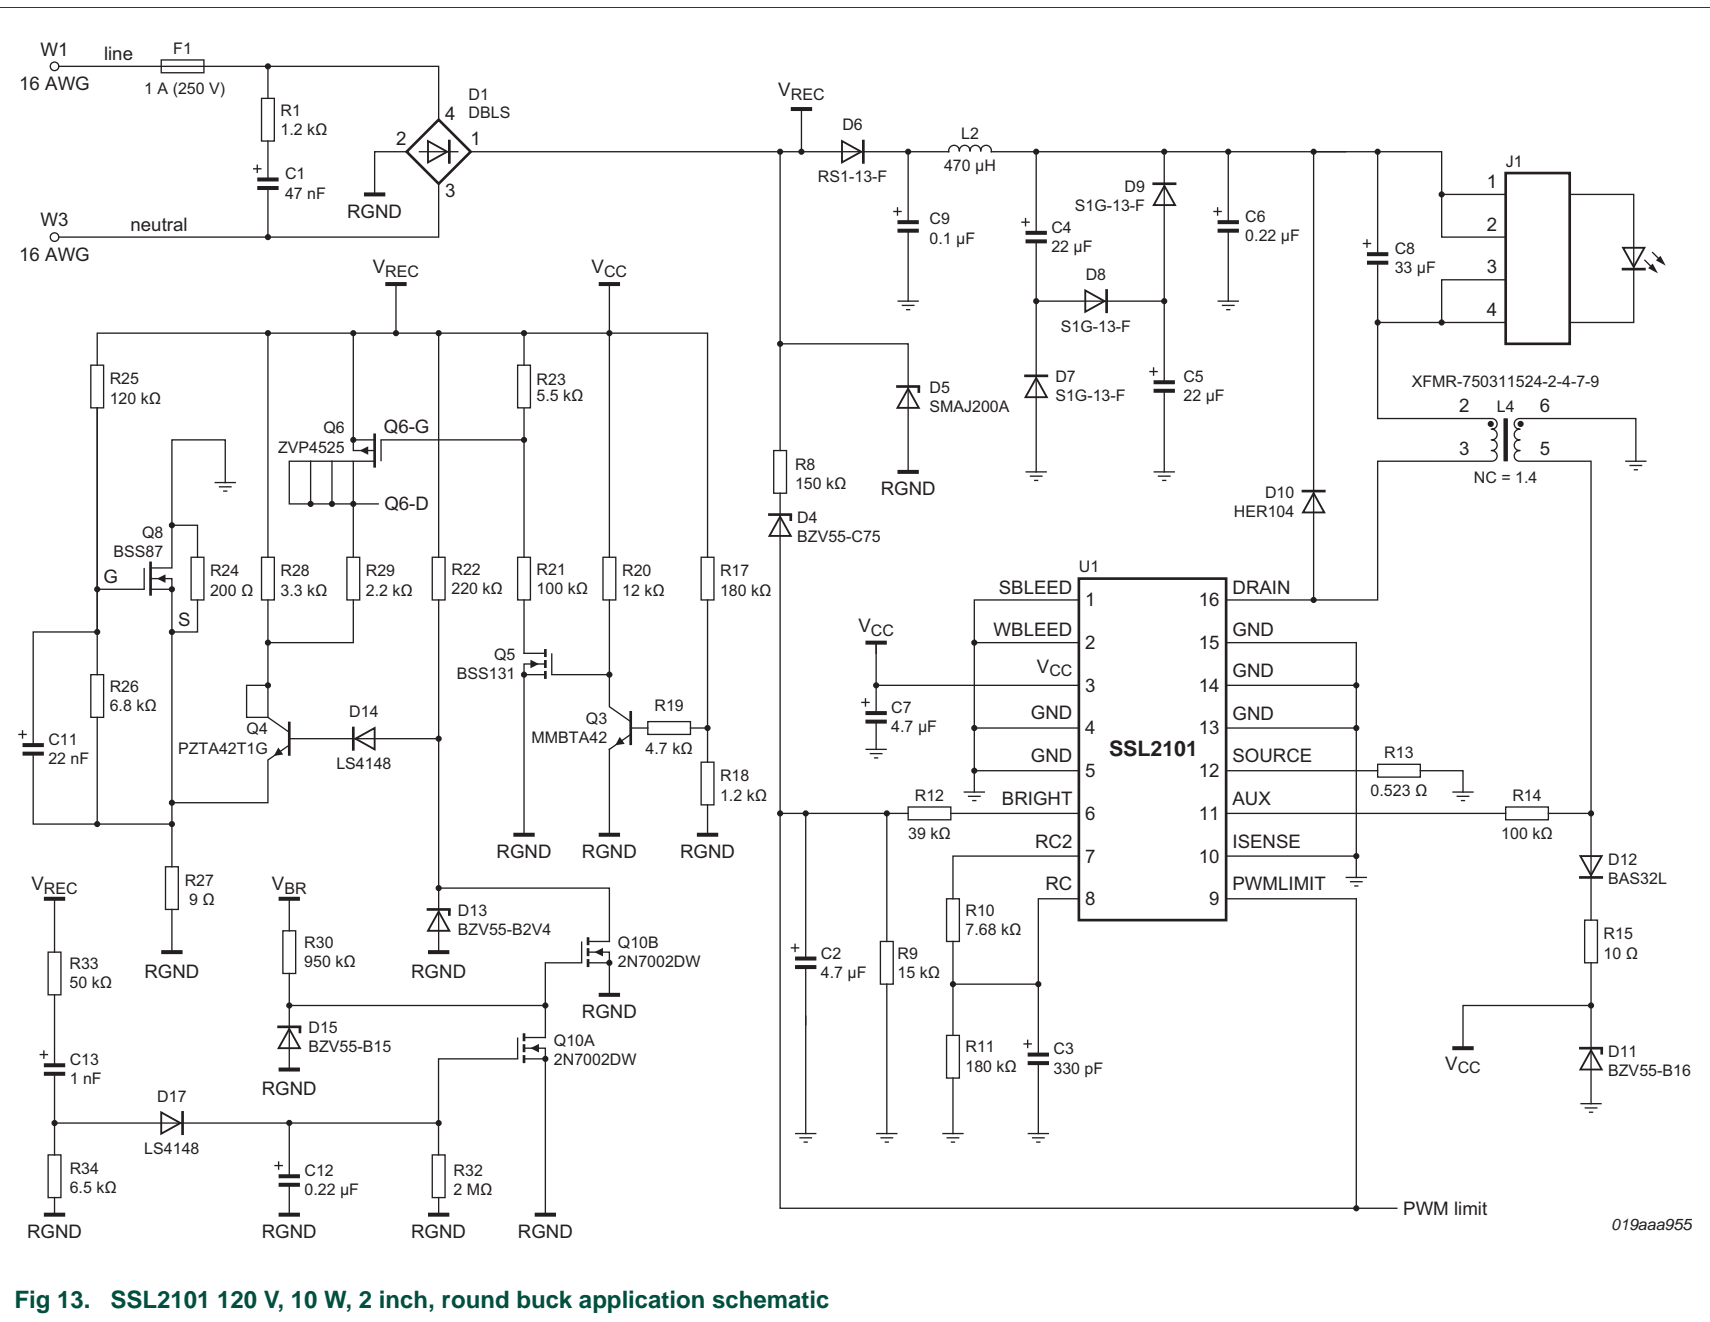 W1
line
F1
16 AWG
1 A (250 V)
R1
1.2 kΩ
D1
DBLS
4
2
1
3
RGND
+
C1
47 nF
W3
neutral
16 AWG
VREC
D6
RS1-13-F
L2
470 µH
J1
1
2
3
4
D9
S1G-13-F
+
C9
0.1 µF
+
C4
22 µF
+
C6
0.22 µF
+
C8
33 µF
D8
S1G-13-F
D7
S1G-13-F
+
C5
22 µF
D5
SMAJ200A
RGND
XFMR-750311524-2-4-7-9
2
L4
6
3
5
NC = 1.4
R8
150 kΩ
D4
BZV55-C75
D10
HER104
VREC
VCC
R25
120 kΩ
R23
5.5 kΩ
Q6
ZVP4525
Q6-G
Q6-D
Q8
BSS87
G
S
R24
200 Ω
R28
3.3 kΩ
R29
2.2 kΩ
R22
220 kΩ
R21
100 kΩ
R20
12 kΩ
R17
180 kΩ
R26
6.8 kΩ
+
C11
22 nF
Q4
PZTA42T1G
D14
LS4148
Q5
BSS131
Q3
MMBTA42
R19
4.7 kΩ
R18
1.2 kΩ
RGND
RGND
RGND
R27
9 Ω
RGND
U1
SSL2101
SBLEED
1
WBLEED
2
VCC
3
GND
4
GND
5
BRIGHT
6
RC2
7
RC
8
16
DRAIN
15
GND
14
GND
13
GND
12
SOURCE
11
AUX
10
ISENSE
9
PWMLIMIT
VCC
+
C7
4.7 µF
R13
0.523 Ω
R14
100 kΩ
R12
39 kΩ
D12
BAS32L
R15
10 Ω
VCC
D11
BZV55-B16
R10
7.68 kΩ
+
C2
4.7 µF
R9
15 kΩ
R11
180 kΩ
+
C3
330 pF
VREC
R33
50 kΩ
+
C13
1 nF
R34
6.5 kΩ
RGND
D17
LS4148
VBR
R30
950 kΩ
D15
BZV55-B15
RGND
+
C12
0.22 µF
RGND
D13
BZV55-B2V4
RGND
Q10B
2N7002DW
RGND
Q10A
2N7002DW
R32
2 MΩ
RGND
RGND
PWM limit
019aaa955
Fig 13. SSL2101 120 V, 10 W, 2 inch, round buck application schematic